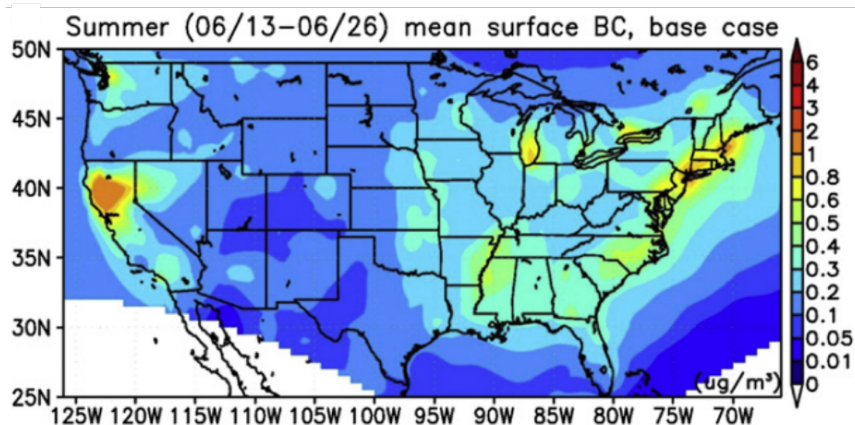 Summer (06/13–06/26) mean surface BC, base case
50N
45N
40N
35N
30N
25N
125W 120W 115W 110W 105W 100W 95W 90W 85W 80W 75W 70W
(ug/m³)
6
4
3
2
1
0.8
0.6
0.5
0.4
0.3
0.2
0.1
0.05
0.01
0